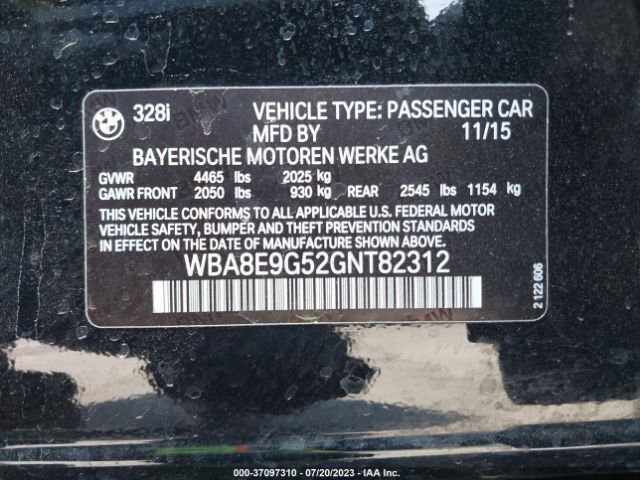 328i VEHICLE TYPE: PASSENGER CAR
MFD BY 11/15
BAYERISCHE MOTOREN WERKE AG
GVWR 4465 lbs 2025 kg
GAWR FRONT 2050 lbs 930 kg REAR 2545 lbs 1154 kg
THIS VEHICLE CONFORMS TO ALL APPLICABLE U.S. FEDERAL MOTOR
VEHICLE SAFETY, BUMPER AND THEFT PREVENTION STANDARDS
IN EFFECT ON THE DATE OF MANUFACTURE SHOWN ABOVE.
WBA8E9G52GNT82312
2 122 606
000-37097310 - 07/20/2023 - IAA Inc.